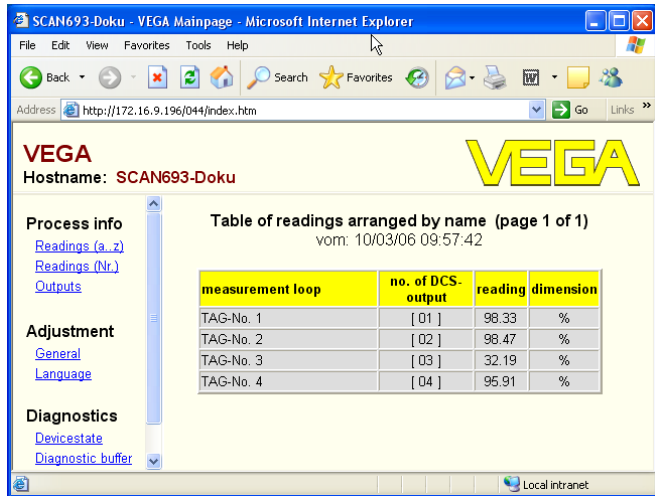 SCAN693-Doku - VEGA Mainpage - Microsoft Internet Explorer
File Edit View Favorites Tools Help
Back Search Favorites
Address http://172.16.9.196/044/index.htm Go Links »
VEGA
Hostname: SCAN693-Doku
VEGA
Process info
Readings (a..z)
Readings (Nr.)
Outputs
Adjustment
General
Language
Diagnostics
Devicestate
Diagnostic buffer
Table of readings arranged by name (page 1 of 1)
vom: 10/03/06 09:57:42
measurement loop no. of DCS-output reading dimension
TAG-No. 1 [ 01 ] 98.33 %
TAG-No. 2 [ 02 ] 98.47 %
TAG-No. 3 [ 03 ] 32.19 %
TAG-No. 4 [ 04 ] 95.91 %
Local intranet